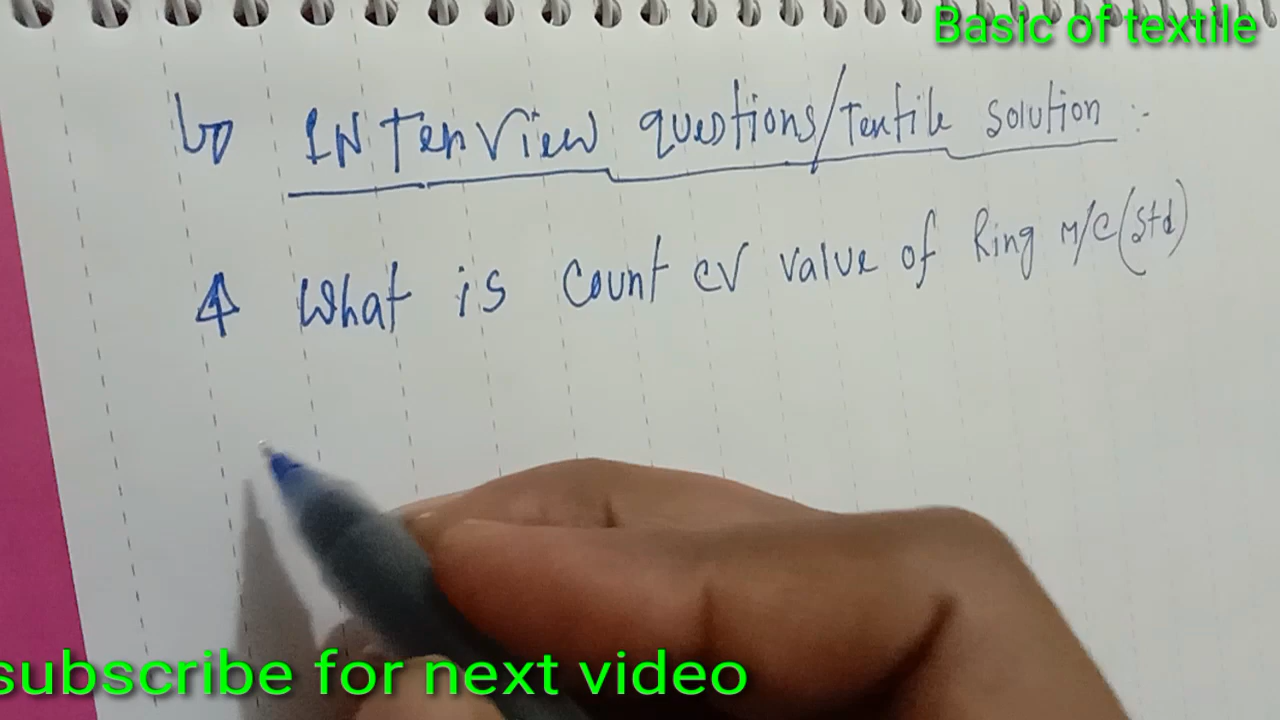 Basic of textile
INTerView questions/Textile solution :-
What is Count CV value of Ring M/C (Std)
subscribe for next video